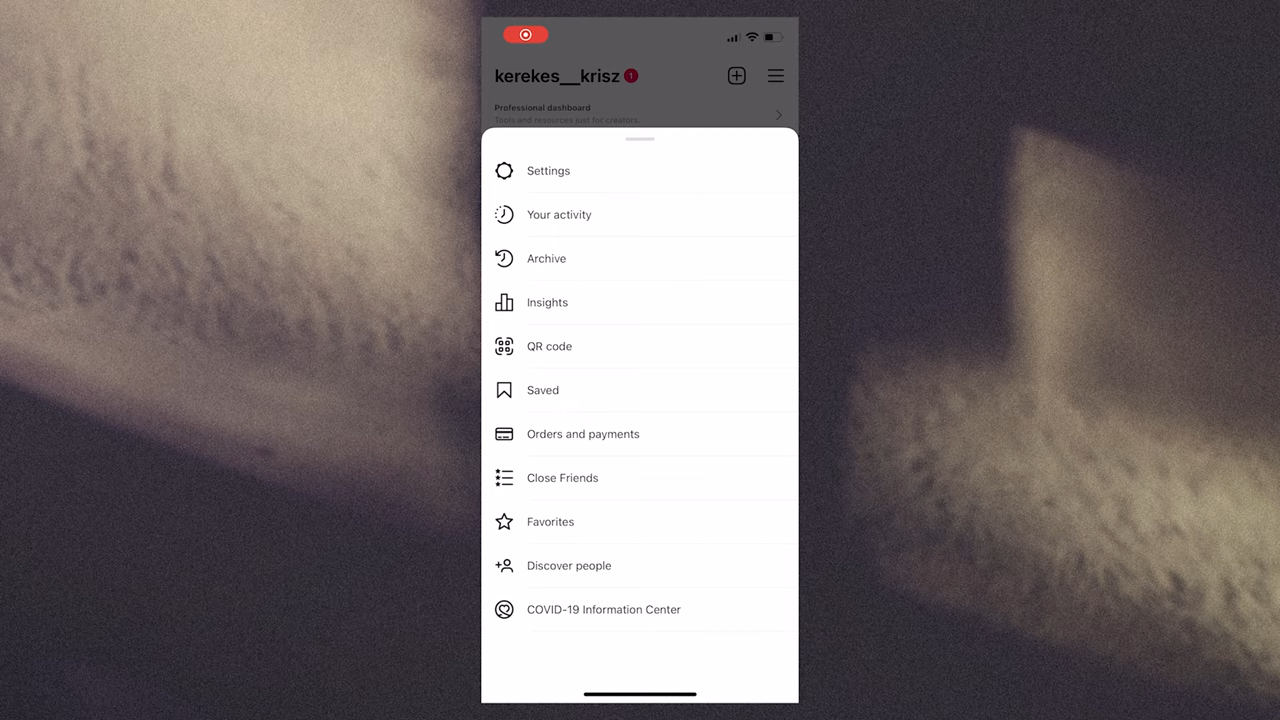 kerekes__krisz 1
Professional dashboard
Tools and resources just for creators.
Settings
Your activity
Archive
Insights
QR code
Saved
Orders and payments
Close Friends
Favorites
Discover people
COVID-19 Information Center